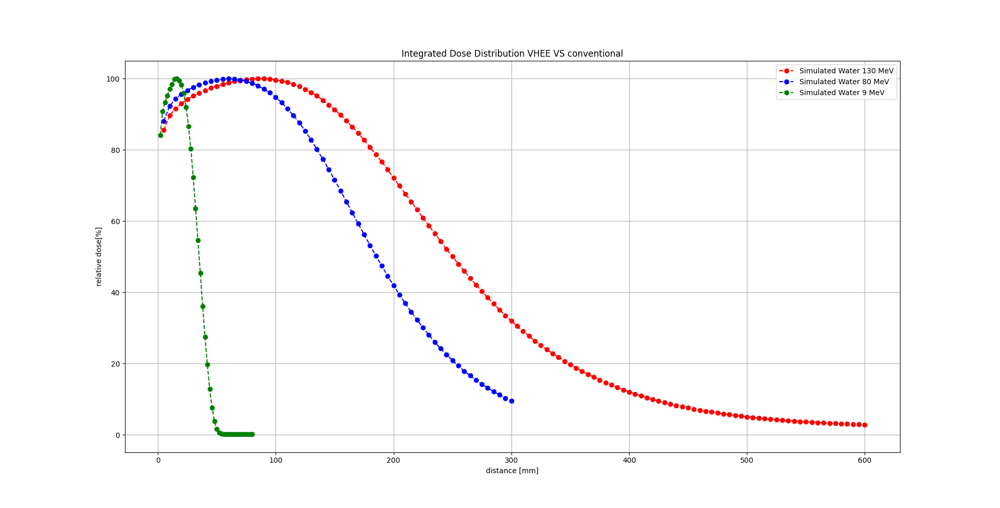 Integrated Dose Distribution VHEE VS conventional
Simulated Water 130 MeV
Simulated Water 80 MeV
Simulated Water 9 MeV
relative dose[%]
100
80
60
40
20
0
0 100 200 300 400 500 600
distance [mm]